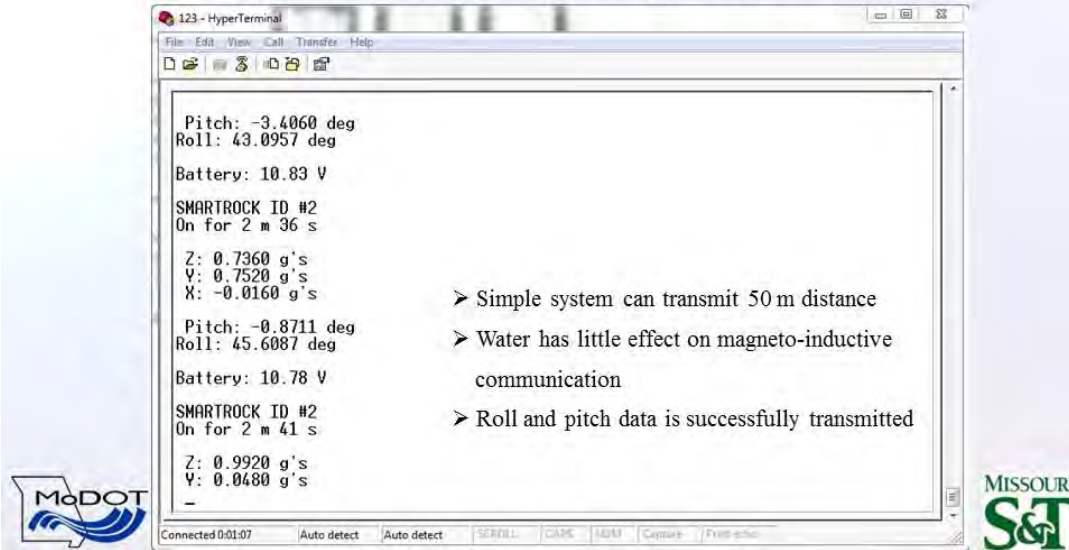 123 - HyperTerminal
File Edit View Call Transfer Help
Pitch: -3.4060 deg
Roll: 43.0957 deg
Battery: 10.83 V
SMARTROCK ID #2
On for 2 m 36 s
Z: 0.7360 g's
Y: 0.7520 g's
X: -0.0160 g's
Pitch: -0.8711 deg
Roll: 45.6087 deg
Battery: 10.78 V
SMARTROCK ID #2
On for 2 m 41 s
Z: 0.9920 g's
Y: 0.0480 g's
➢ Simple system can transmit 50 m distance
➢ Water has little effect on magneto-inductive
communication
➢ Roll and pitch data is successfully transmitted
Connected 0:01:07 Auto detect Auto detect SCROLL CAPS NUM Capture Print echo
MoDOT
MISSOUR
S&T